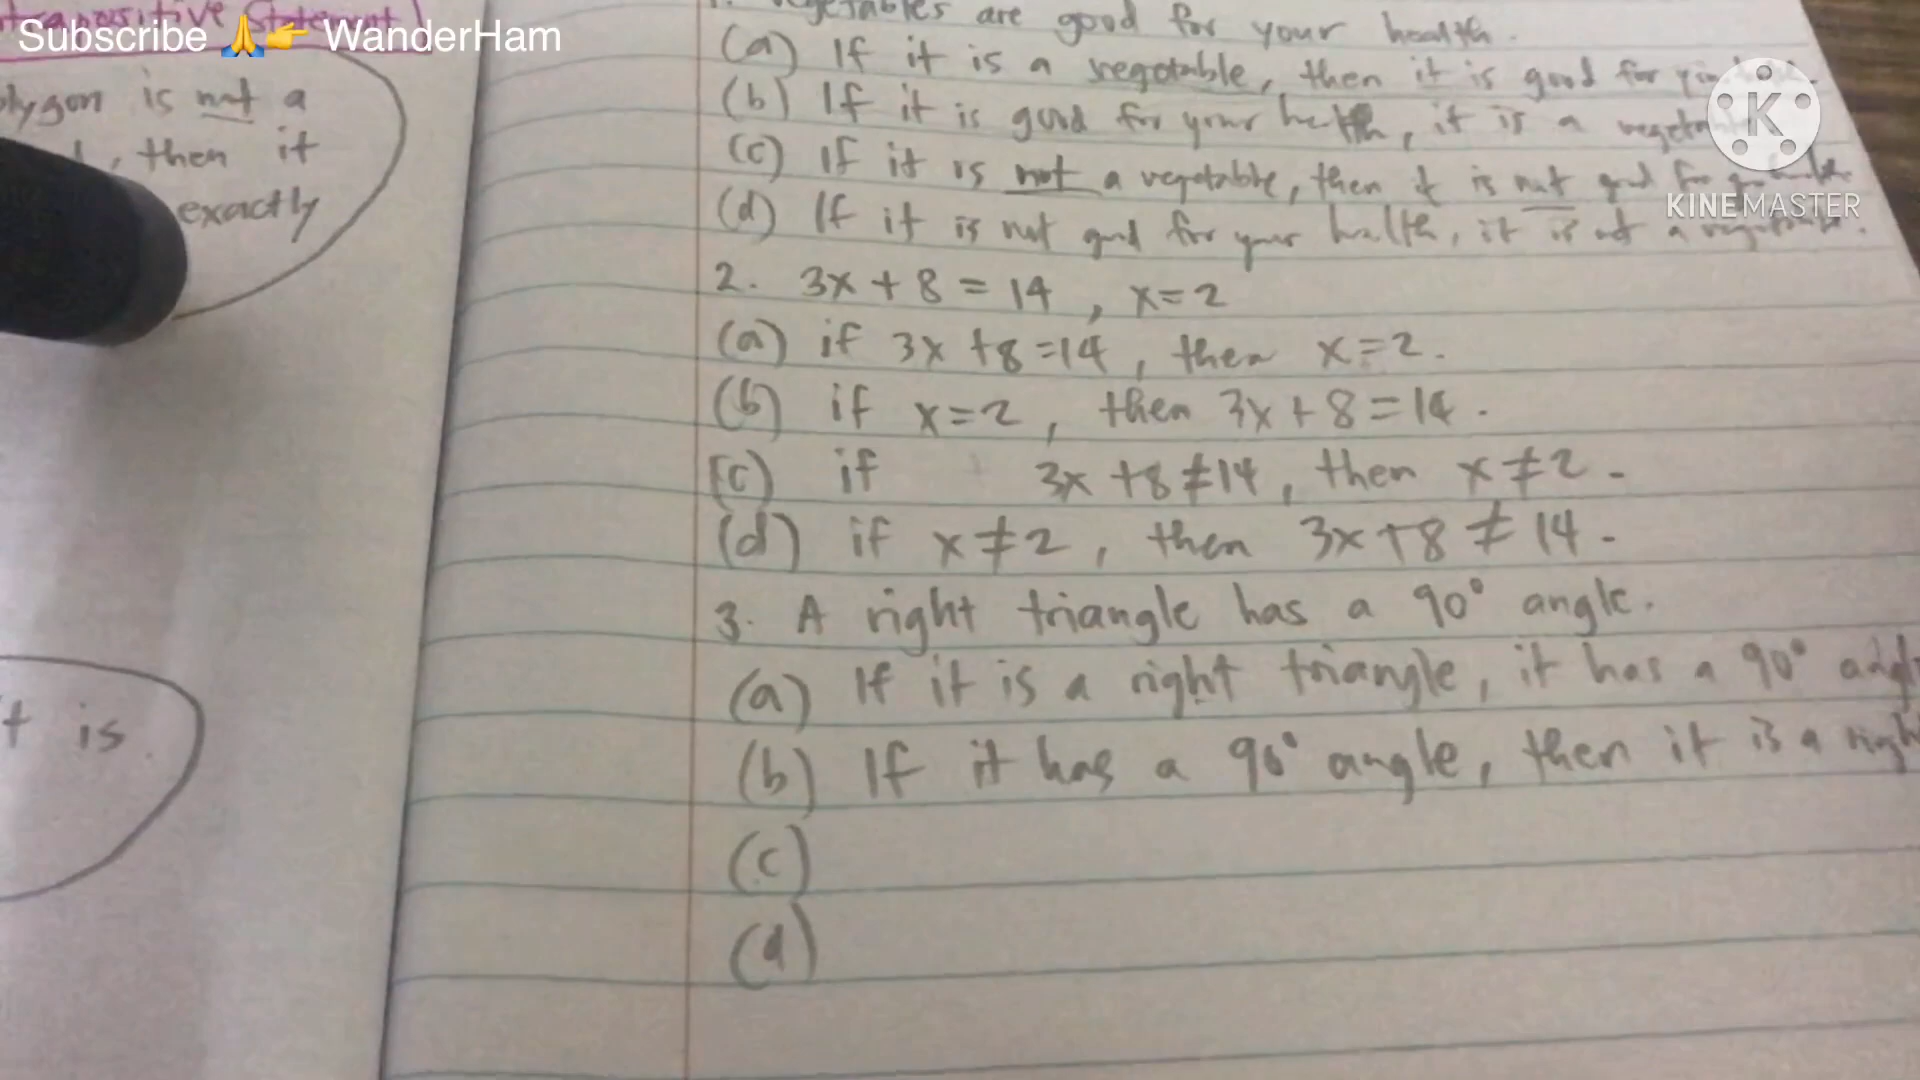 Subscribe 🙏👉 WanderHam
Statement
is not a
, then it
exactly
t is
Vegetables are good for your health.
(a) If it is a vegetable, then it is good for
(b) If it is good for your health, it is a
(c) If it is not a vegetable, then it is not good for
(d) If it is not good for your health, it is not a
2. 3x + 8 = 14 , x = 2
(a) if 3x + 8 = 14 , then x = 2.
(b) if x = 2 , then 3x + 8 = 14 .
(c) if 3x + 8 ≠ 14 , then x ≠ 2 .
(d) if x ≠ 2 , then 3x + 8 ≠ 14 .
3. A right triangle has a 90° angle.
(a) If it is a right triangle, it has a 90°
(b) If it has a 90° angle, then it is a
(c)
(d)
K
KINEMASTER